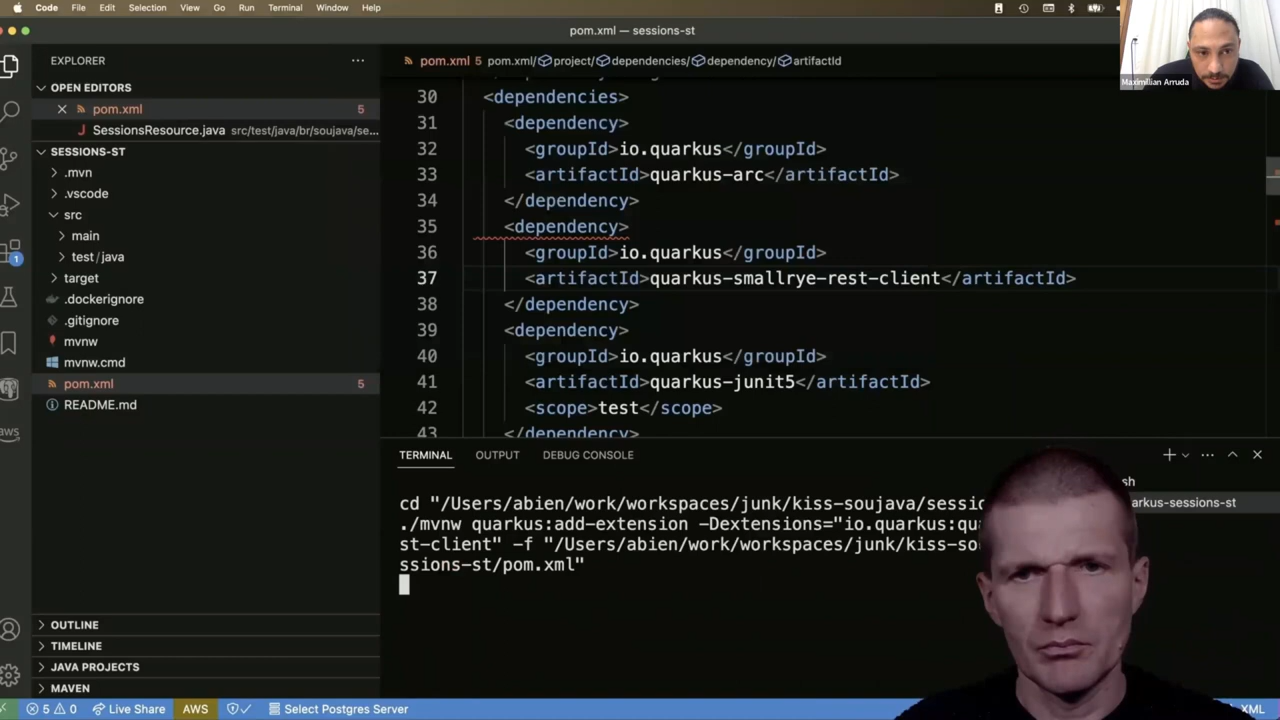 Code File Edit Selection View Go Run Terminal Window Help
pom.xml — sessions-st
Maximilian Arruda
EXPLORER
OPEN EDITORS
pom.xml 5
SessionsResource.java src/test/java/br/soujava/se...
SESSIONS-ST
.mvn
.vscode
src
main
test/java
target
.dockerignore
.gitignore
mvnw
mvnw.cmd
pom.xml 5
README.md
OUTLINE
TIMELINE
JAVA PROJECTS
MAVEN
1
aws
pom.xml 5 pom.xml/project/dependencies/dependency/artifactId
30 <dependencies>
31 <dependency>
32 <groupId>io.quarkus</groupId>
33 <artifactId>quarkus-arc</artifactId>
34 </dependency>
35 <dependency>
36 <groupId>io.quarkus</groupId>
37 <artifactId>quarkus-smallrye-rest-client</artifactId>
38 </dependency>
39 <dependency>
40 <groupId>io.quarkus</groupId>
41 <artifactId>quarkus-junit5</artifactId>
42 <scope>test</scope>
43 </dependency>
TERMINAL OUTPUT DEBUG CONSOLE
sh
arkus-sessions-st
cd "/Users/abien/work/workspaces/junk/kiss-soujava/sessio
./mvnw quarkus:add-extension -Dextensions="io.quarkus:qu
st-client" -f "/Users/abien/work/workspaces/junk/kiss-so
ssions-st/pom.xml"
5 0 Live Share AWS Select Postgres Server XML